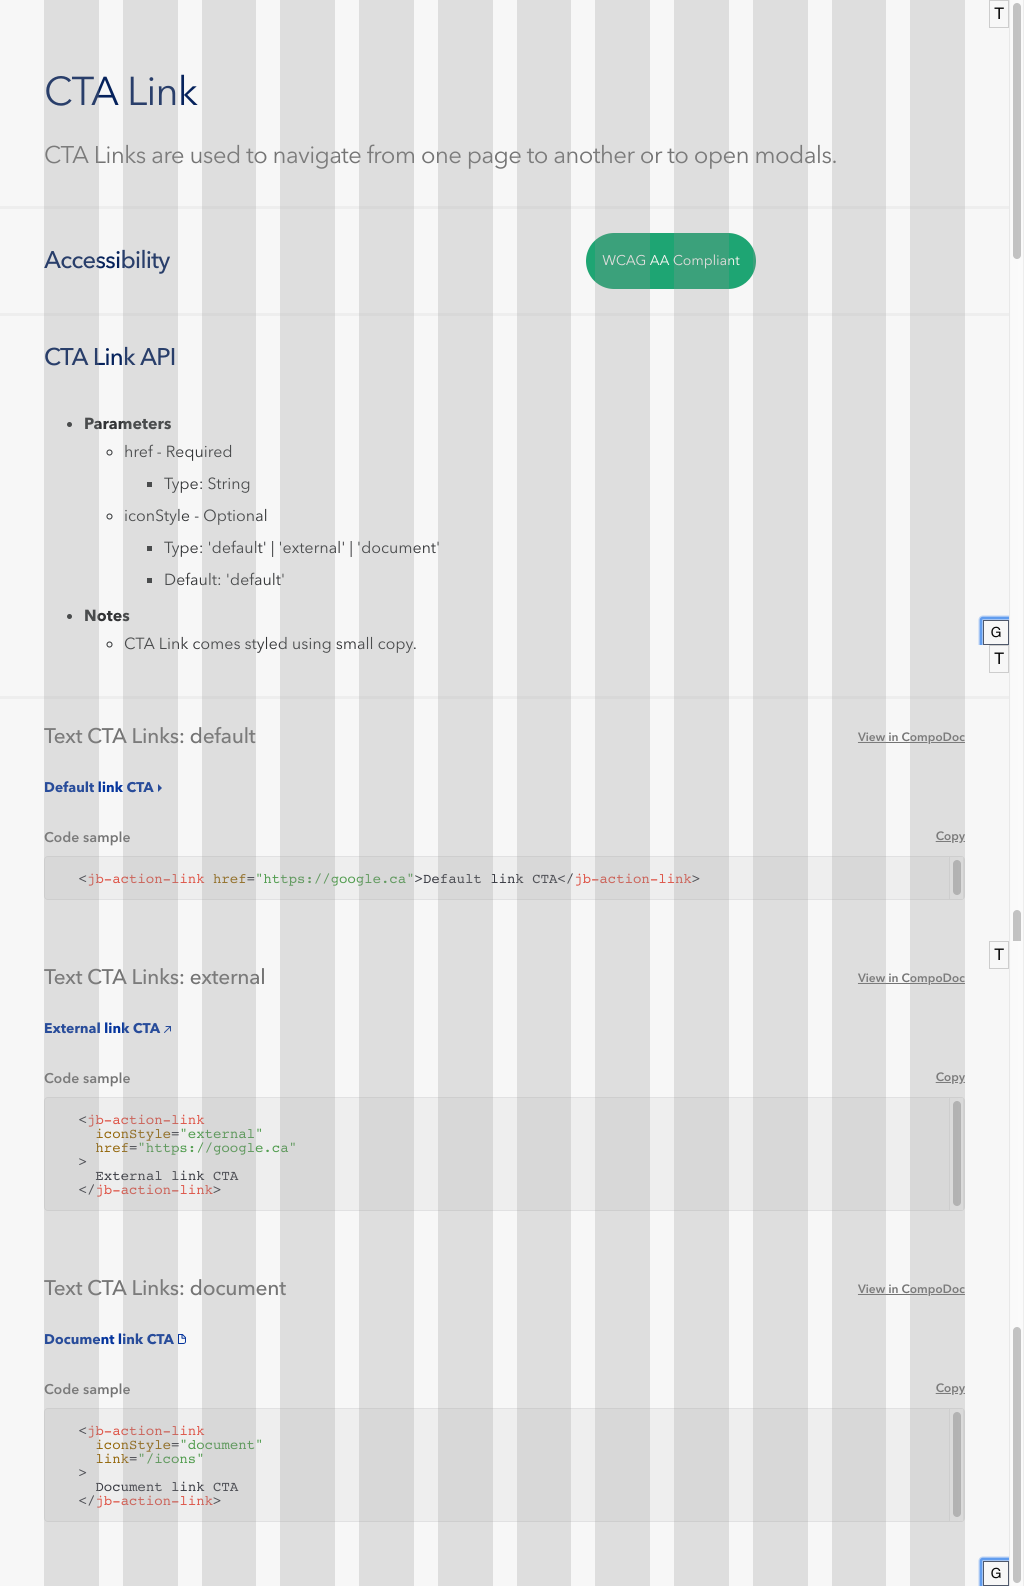 T
CTA Link
CTA Links are used to navigate from one page to another or to open modals.
Accessibility
WCAG AA Compliant
CTA Link API
Parameters
href - Required
Type: String
iconStyle - Optional
Type: 'default' | 'external' | 'document'
Default: 'default'
Notes
CTA Link comes styled using small copy.
G
T
Text CTA Links: default
View in CompoDoc
Default link CTA
Code sample
Copy
<jb-action-link href="https://google.ca">Default link CTA</jb-action-link>
T
Text CTA Links: external
View in CompoDoc
External link CTA
Code sample
Copy
<jb-action-link
iconStyle="external"
href="https://google.ca"
>
External link CTA
</jb-action-link>
Text CTA Links: document
View in CompoDoc
Document link CTA
Code sample
Copy
<jb-action-link
iconStyle="document"
link="/icons"
>
Document link CTA
</jb-action-link>
G